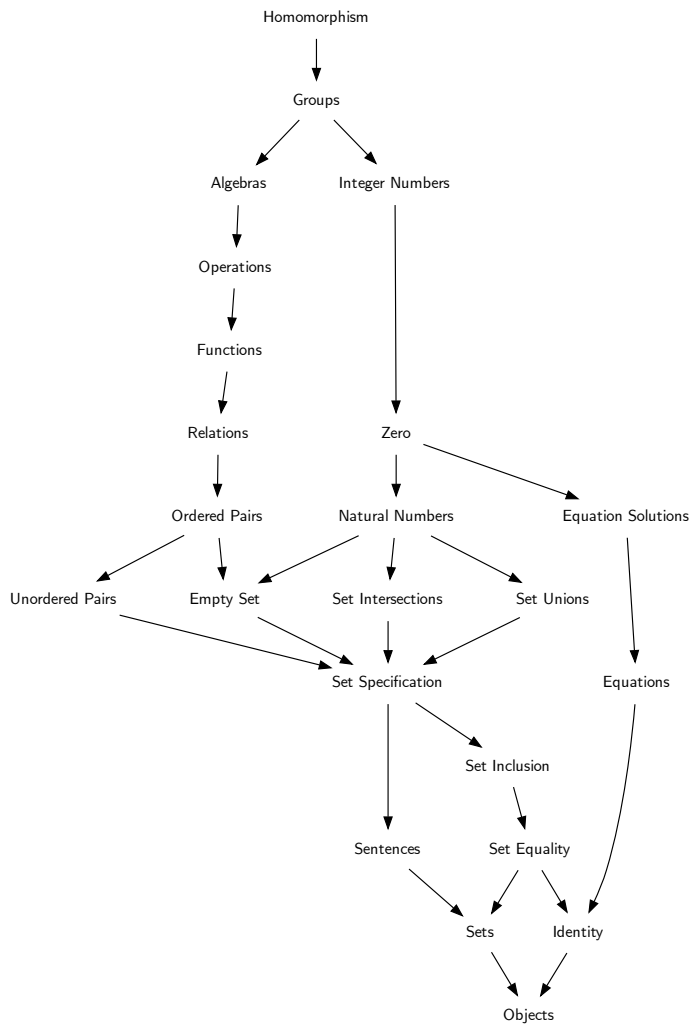 Homomorphism
Groups
Algebras
Integer Numbers
Operations
Functions
Relations
Zero
Ordered Pairs
Natural Numbers
Equation Solutions
Unordered Pairs
Empty Set
Set Intersections
Set Unions
Set Specification
Equations
Set Inclusion
Sentences
Set Equality
Sets
Identity
Objects